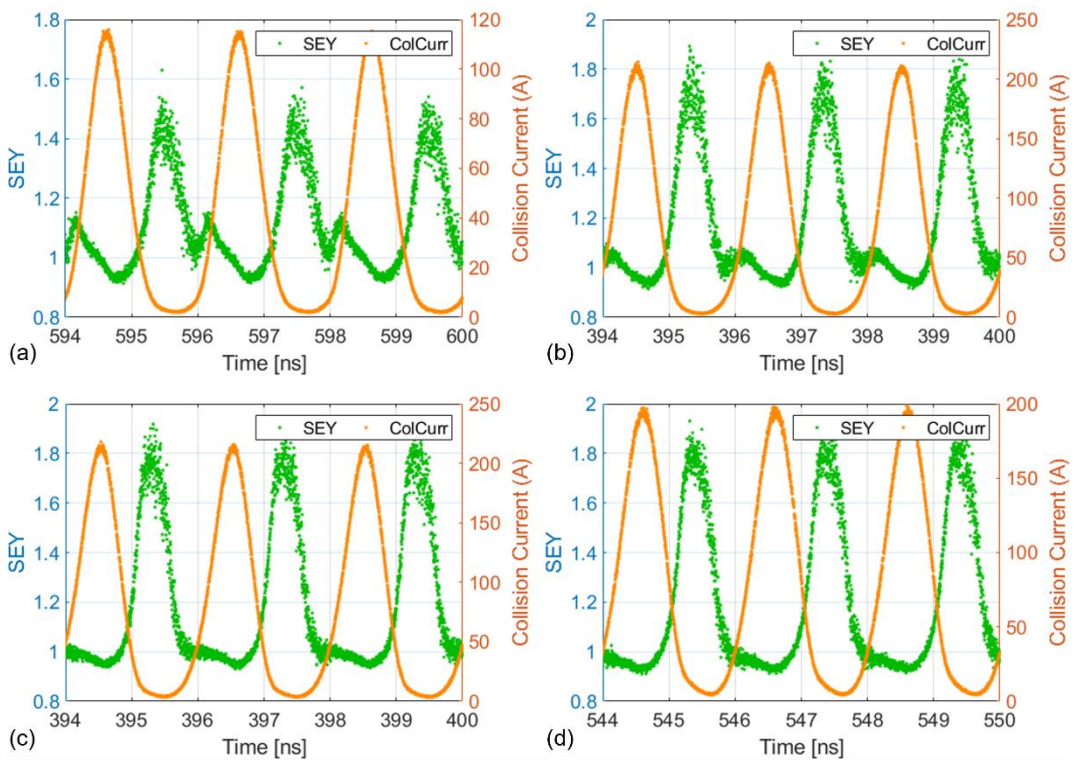 1.8
1.6
1.4
1.2
1
0.8
SEY
SEY ColCurr
120
100
80
60
40
20
0
Collision Current (A)
594 595 596 597 598 599 600
Time [ns]
(a)
2
1.8
1.6
1.4
1.2
1
0.8
SEY
SEY ColCurr
250
200
150
100
50
0
Collision Current (A)
394 395 396 397 398 399 400
Time [ns]
(b)
2
1.8
1.6
1.4
1.2
1
0.8
SEY
SEY ColCurr
250
200
150
100
50
0
Collision Current (A)
394 395 396 397 398 399 400
Time [ns]
(c)
2
1.8
1.6
1.4
1.2
1
0.8
SEY
SEY ColCurr
200
150
100
50
0
Collision Current (A)
544 545 546 547 548 549 550
Time [ns]
(d)